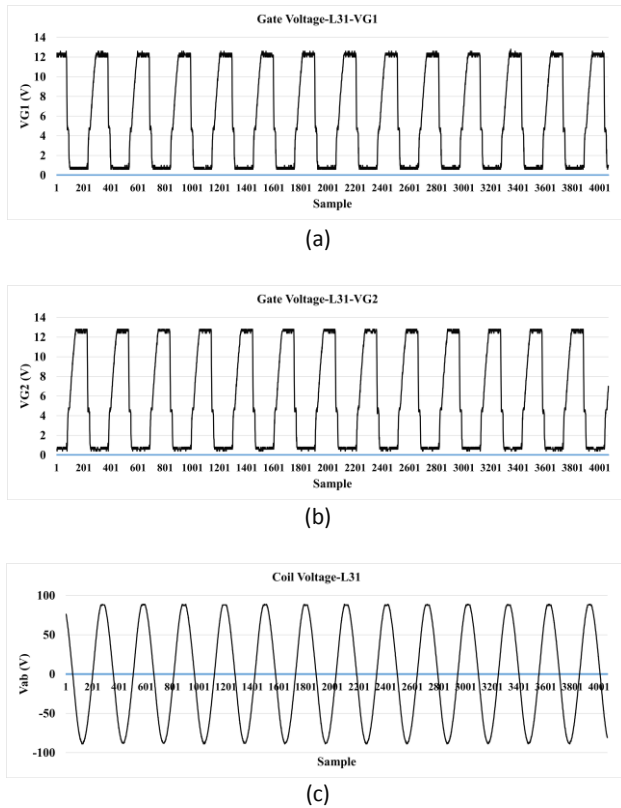 Gate Voltage-L31-VG1
14
12
10
8
6
4
2
0
VG1 (V)
1 201 401 601 801 1001 1201 1401 1601 1801 2001 2201 2401 2601 2801 3001 3201 3401 3601 3801 4001
Sample
(a)
Gate Voltage-L31-VG2
14
12
10
8
6
4
2
0
VG2 (V)
1 201 401 601 801 1001 1201 1401 1601 1801 2001 2201 2401 2601 2801 3001 3201 3401 3601 3801 4001
Sample
(b)
Coil Voltage-L31
100
50
0
-50
-100
Vab (V)
1 201 401 601 801 1001 1201 1401 1601 1801 2001 2201 2401 2601 2801 3001 3201 3401 3601 3801 4001
Sample
(c)